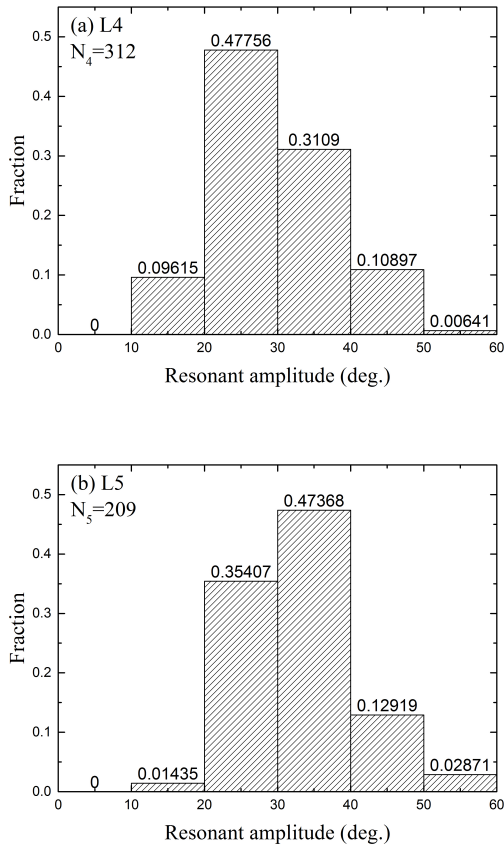 (a) L4
N4=312
0.5
0.4
0.3
0.2
0.1
0.0
Fraction
0
0.09615
0.47756
0.3109
0.10897
0.00641
0 10 20 30 40 50 60
Resonant amplitude (deg.)
(b) L5
N5=209
0.5
0.4
0.3
0.2
0.1
0.0
Fraction
0
0.01435
0.35407
0.47368
0.12919
0.02871
0 10 20 30 40 50 60
Resonant amplitude (deg.)